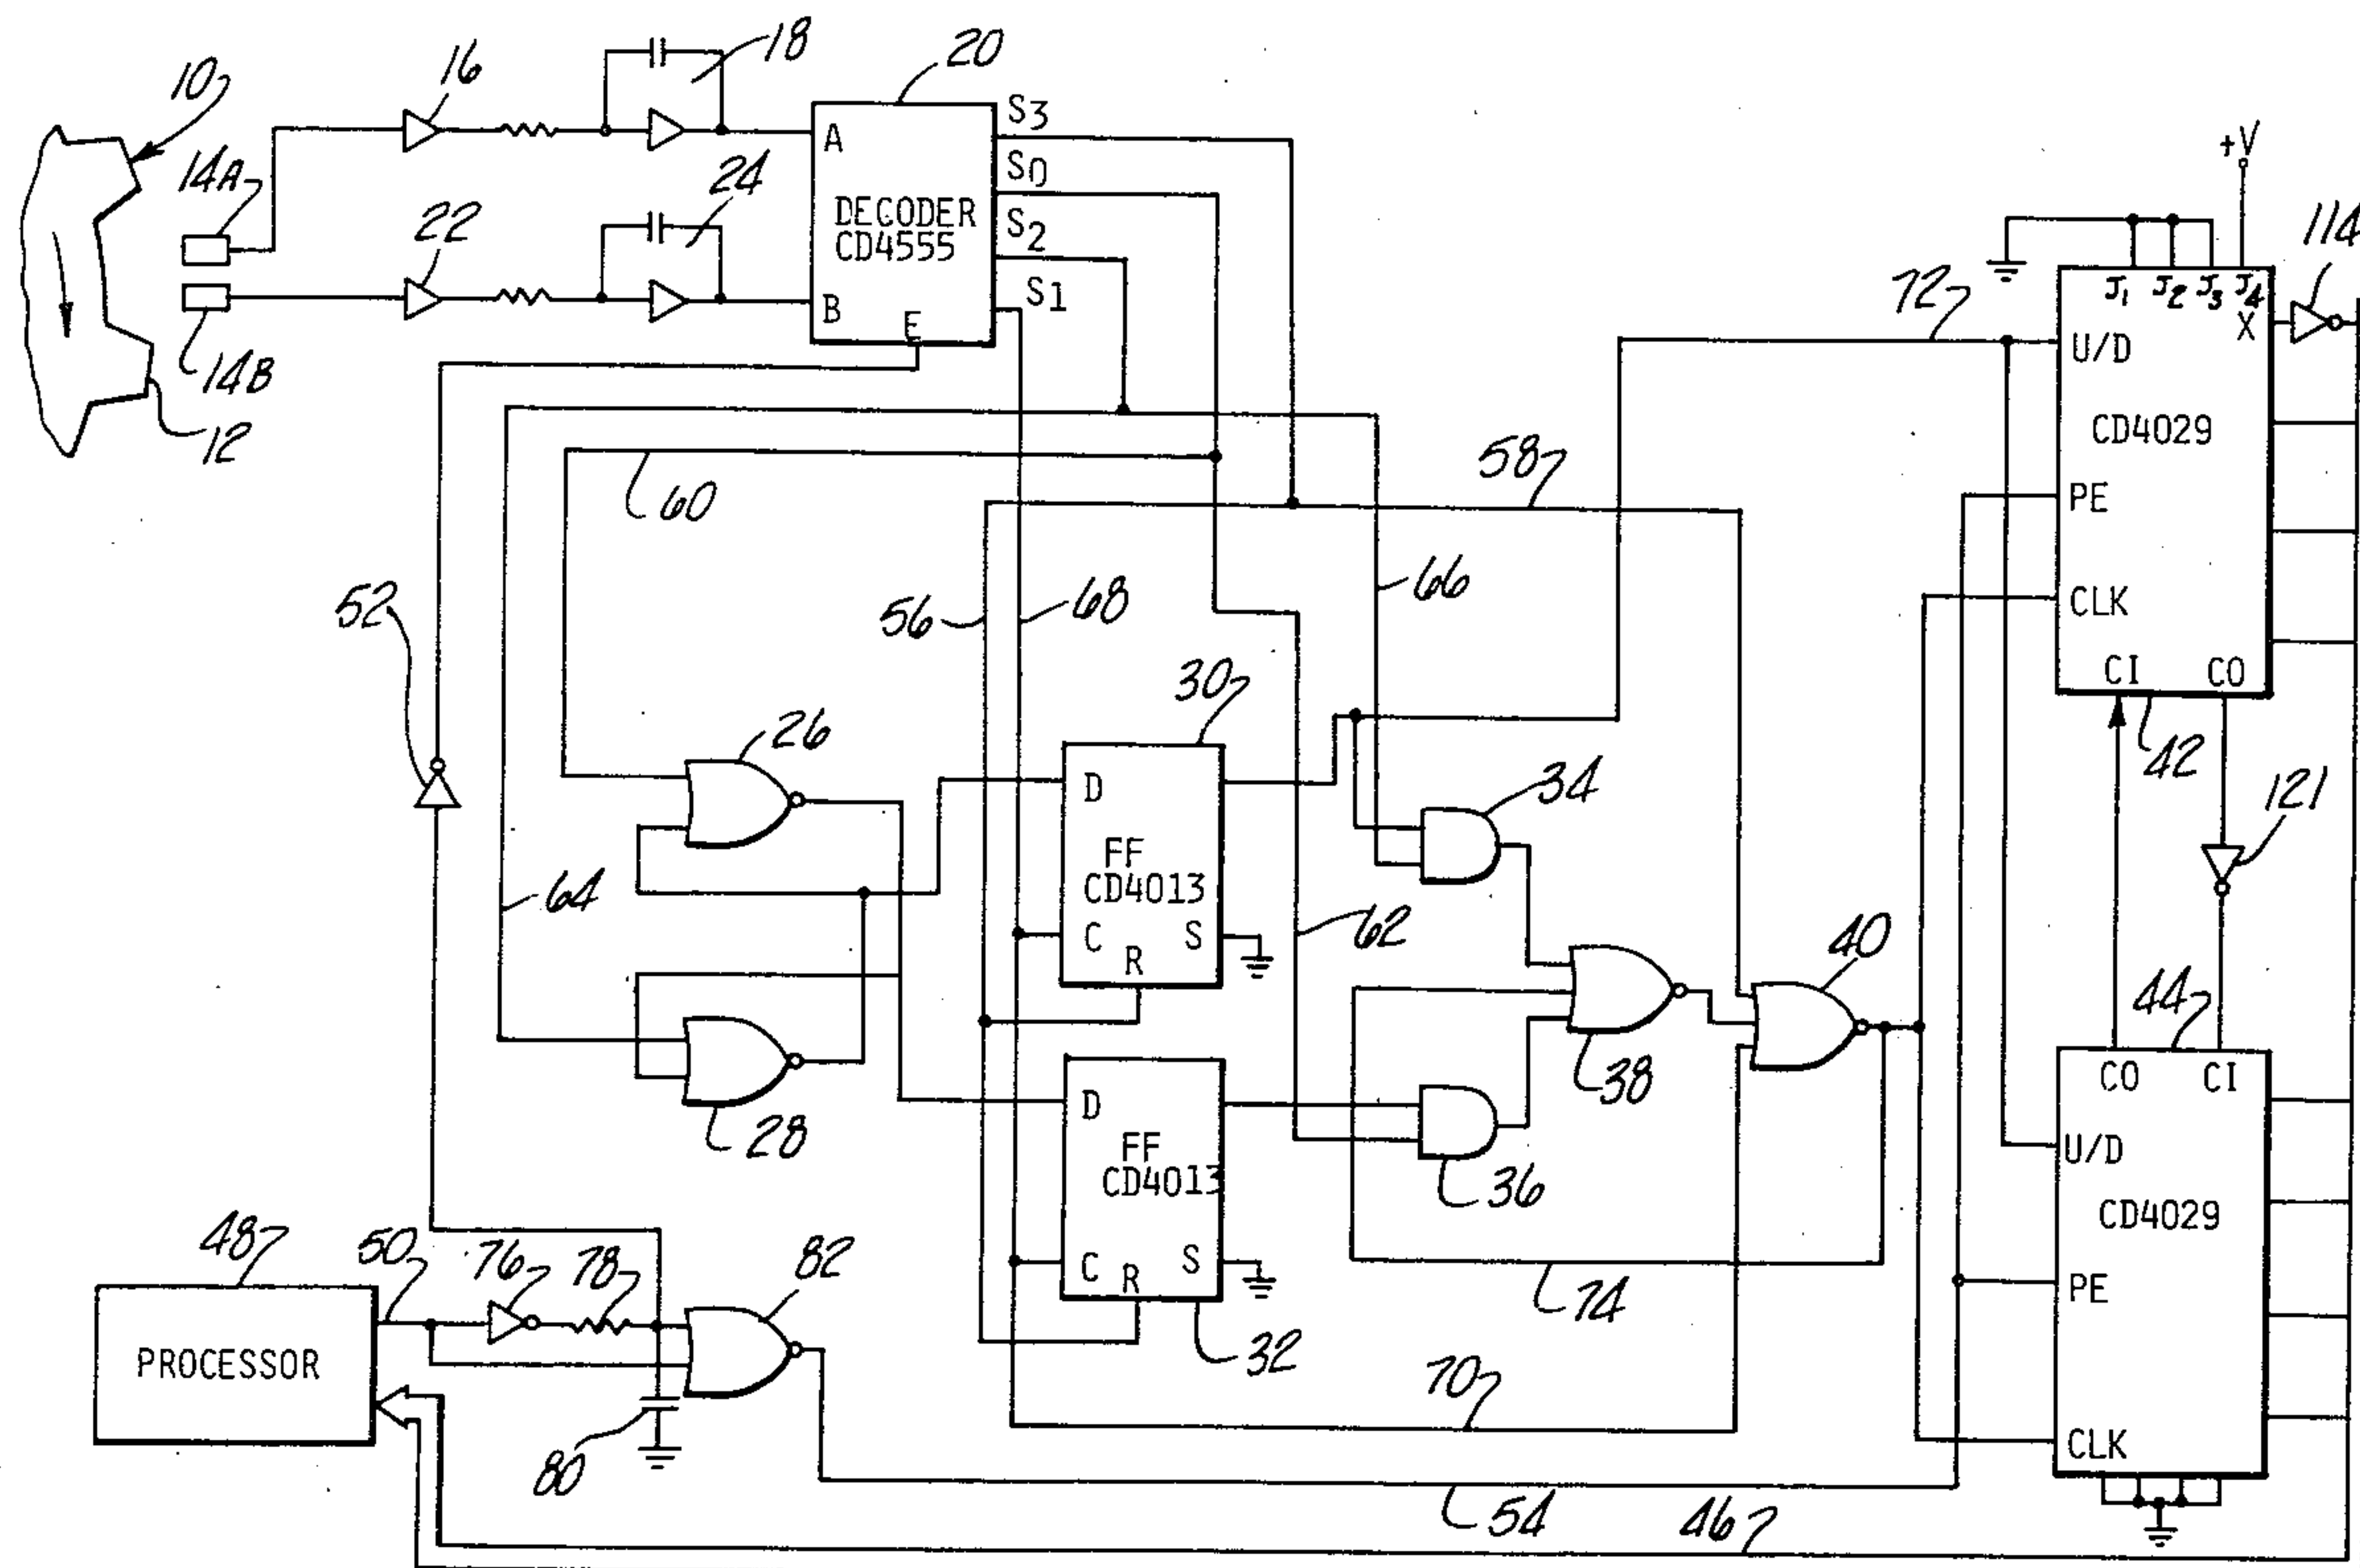 10
16
18
20
14A
22
24
14B
12
A
B
DECODER
CD4555
E
S3
S0
S2
S1
+V
114
J1 J2 J3 J4
X
U/D
CD4029
PE
CLK
CI CO
72
58
60
52
56
68
66
42
121
26
30
D
FF
CD4013
C
R
S
34
64
62
40
44
28
38
CO CI
U/D
CD4029
PE
CLK
D
FF
CD4013
C
R
S
36
32
74
48
50
76
78
82
PROCESSOR
80
70
54
46